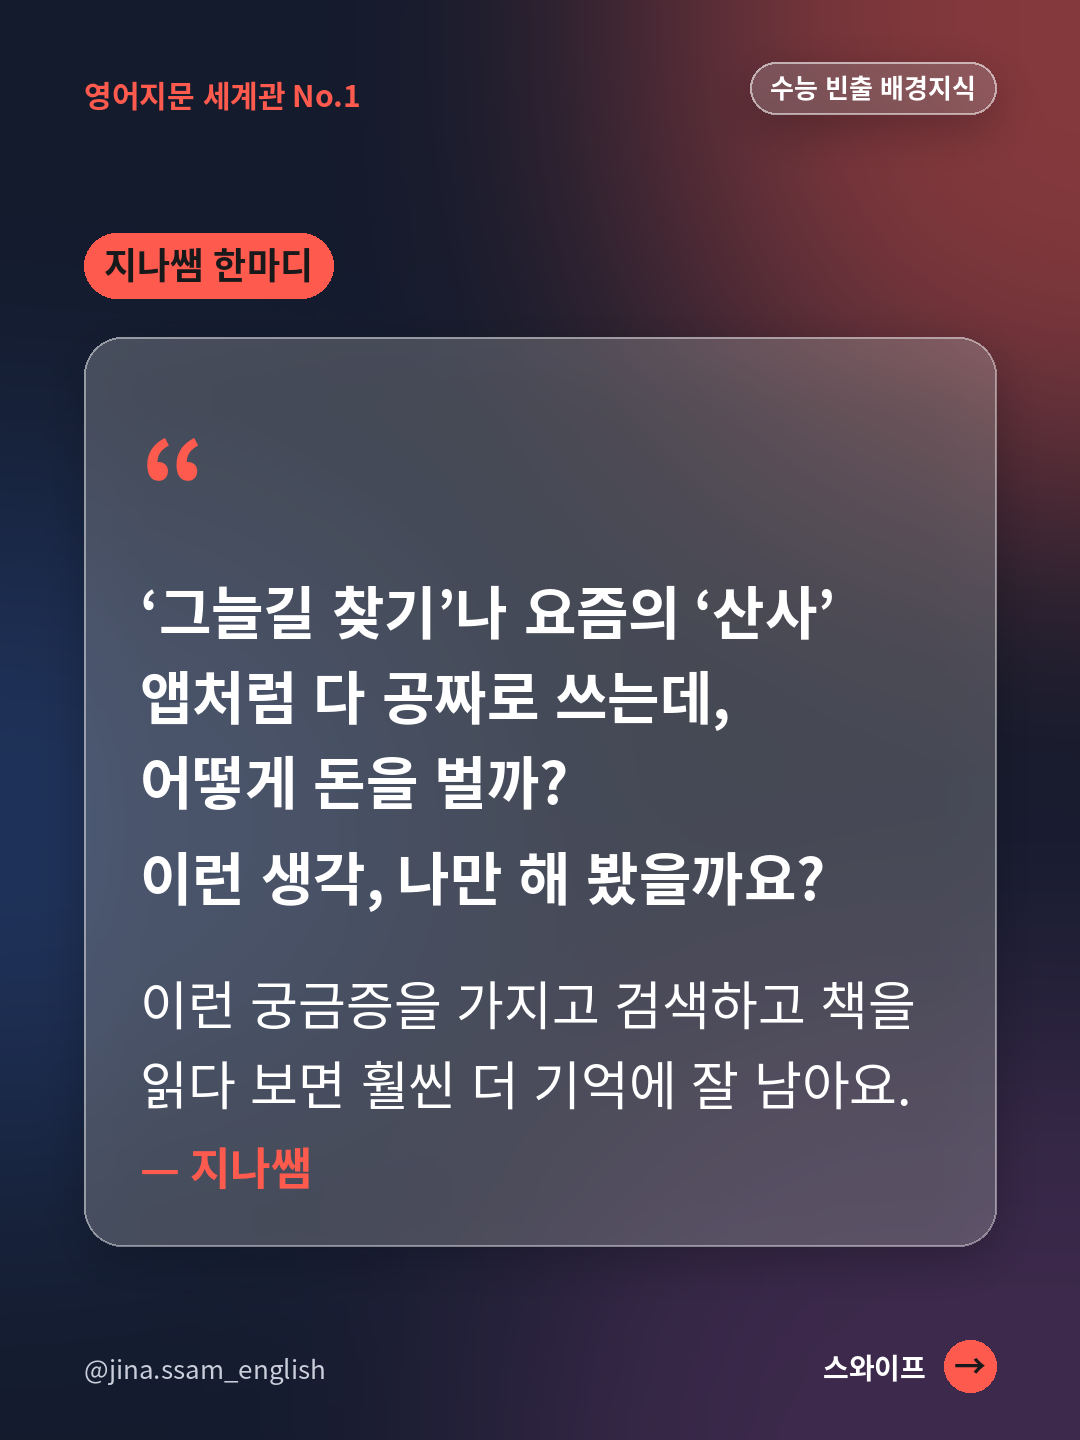 영어지문 세계관 No.1
수능 빈출 배경지식
지나쌤 한마디
“
‘그늘길 찾기’나 요즘의 ‘산사’
앱처럼 다 공짜로 쓰는데,
어떻게 돈을 벌까?
이런 생각, 나만 해 봤을까요?
이런 궁금증을 가지고 검색하고 책을
읽다 보면 훨씬 더 기억에 잘 남아요.
— 지나쌤
@jina.ssam_english
스와이프 →